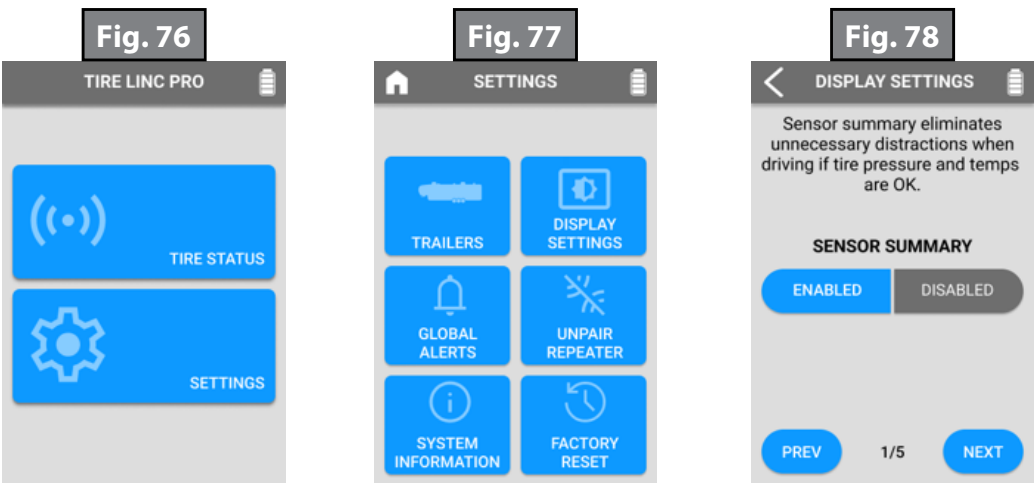 Fig. 76
TIRE LINC PRO
TIRE STATUS
SETTINGS
Fig. 77
SETTINGS
TRAILERS
DISPLAY
SETTINGS
GLOBAL
ALERTS
UNPAIR
REPEATER
SYSTEM
INFORMATION
FACTORY
RESET
Fig. 78
DISPLAY SETTINGS
Sensor summary eliminates
unnecessary distractions when
driving if tire pressure and temps
are OK.
SENSOR SUMMARY
ENABLED DISABLED
PREV 1/5 NEXT